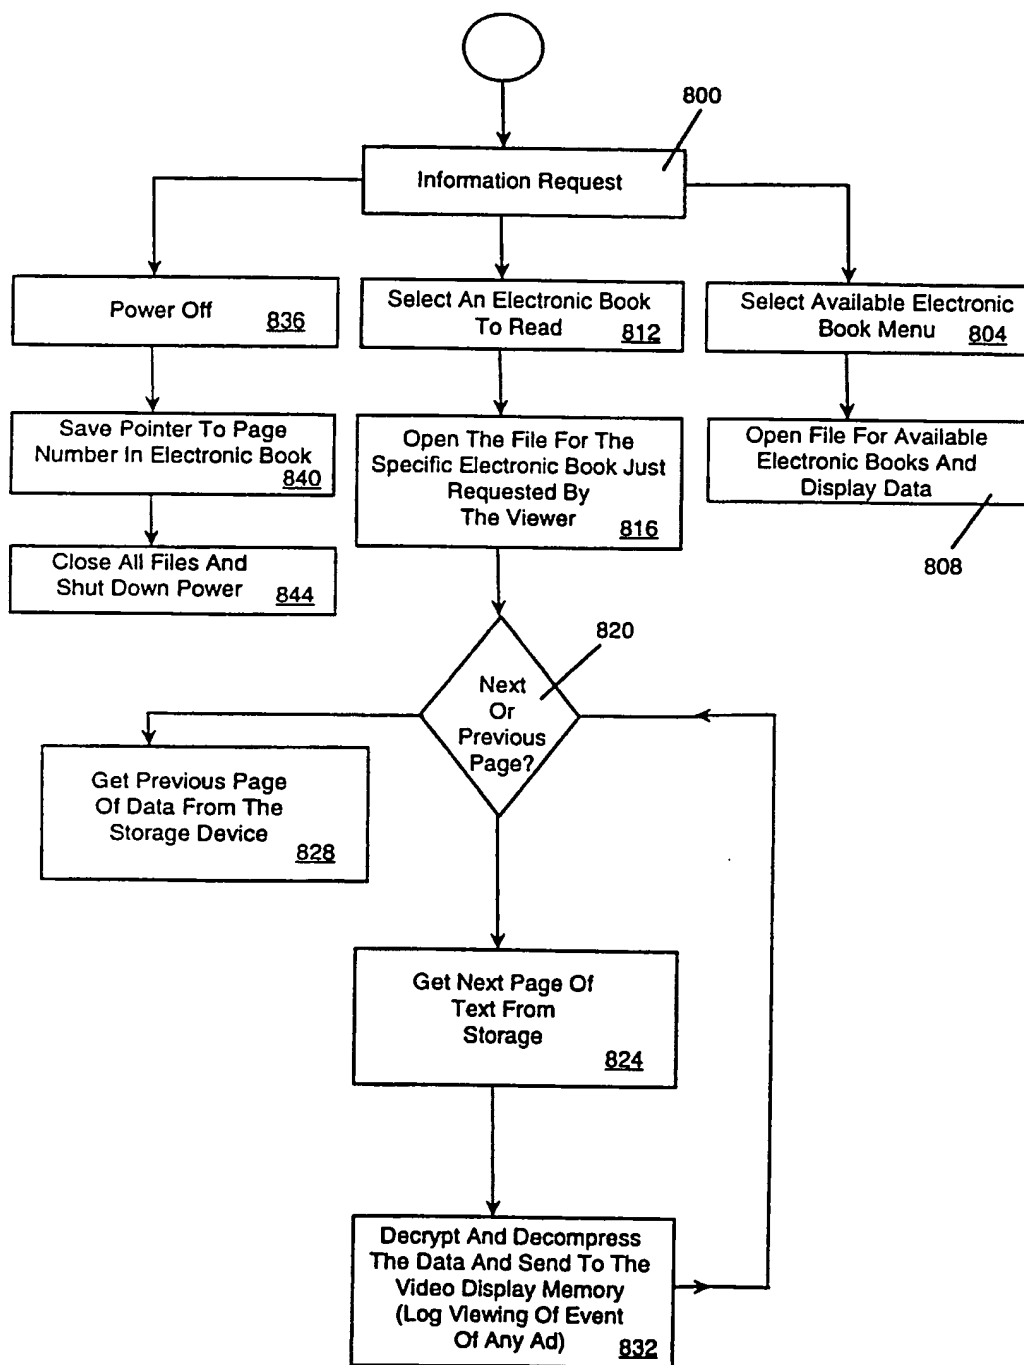 800
Information Request
Power Off
836
Select An Electronic Book
To Read
812
Select Available Electronic
Book Menu
804
Save Pointer To Page
Number In Electronic Book
840
Open The File For The
Specific Electronic Book Just
Requested By
The Viewer
816
Open File For Available
Electronic Books And
Display Data
808
Close All Files And
Shut Down Power
844
820
Next
Or
Previous
Page?
Get Previous Page
Of Data From The
Storage Device
828
Get Next Page Of
Text From
Storage
824
Decrypt And Decompress
The Data And Send To The
Video Display Memory
(Log Viewing Of Event
Of Any Ad)
832